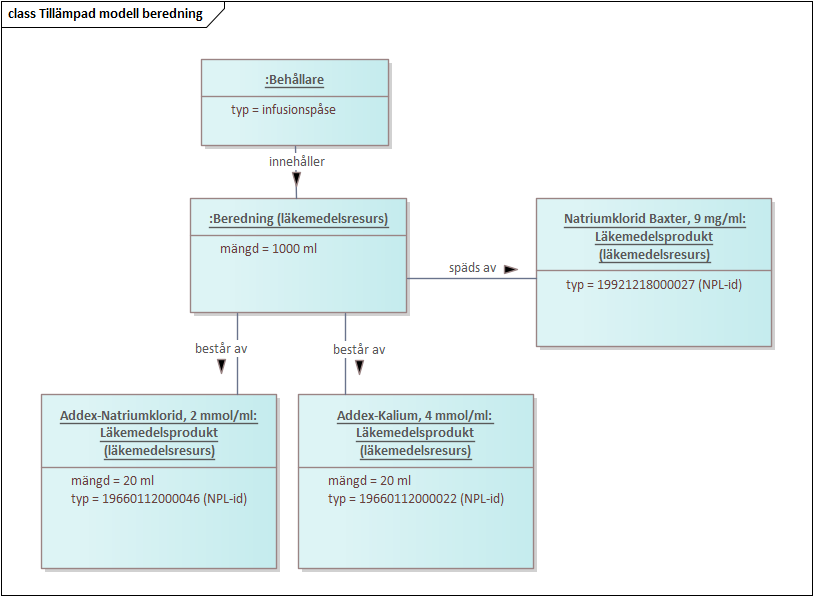 class Tillämpad modell beredning
:Behållare
typ = infusionspåse
innehåller
:Beredning (läkemedelsresurs)
mängd = 1000 ml
späds av
Natriumklorid Baxter, 9 mg/ml:
Läkemedelsprodukt
(läkemedelsresurs)
typ = 19921218000027 (NPL-id)
består av
består av
Addex-Natriumklorid, 2 mmol/ml:
Läkemedelsprodukt
(läkemedelsresurs)
mängd = 20 ml
typ = 19660112000046 (NPL-id)
Addex-Kalium, 4 mmol/ml:
Läkemedelsprodukt
(läkemedelsresurs)
mängd = 20 ml
typ = 19660112000022 (NPL-id)